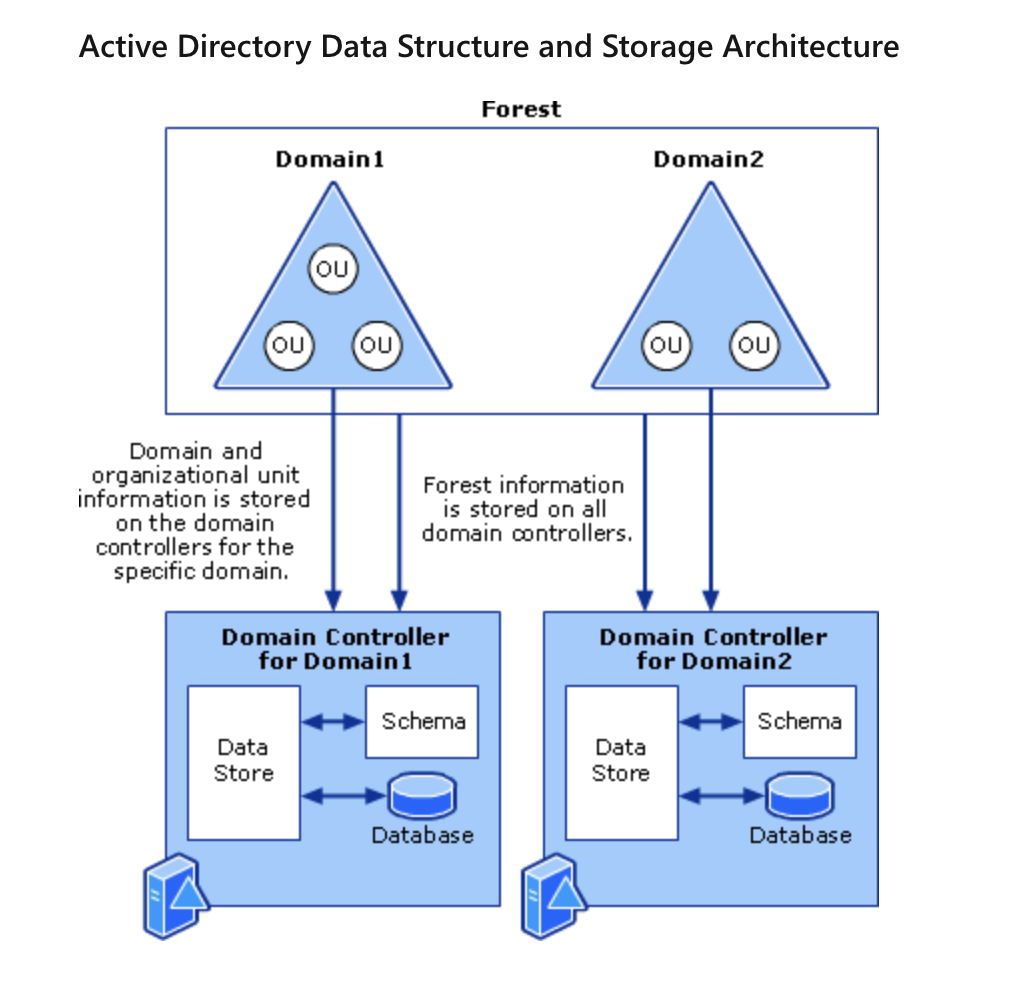 Active Directory Data Structure and Storage Architecture
Forest
Domain1
Domain2
OU
OU
OU
OU
OU
Domain and
organizational unit
information is stored
on the domain
controllers for the
specific domain.
Forest information
is stored on all
domain controllers.
Domain Controller
for Domain1
Data
Store
Schema
Database
Domain Controller
for Domain2
Data
Store
Schema
Database